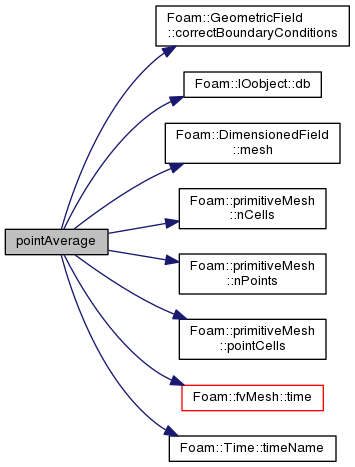 Foam::GeometricField
::correctBoundaryConditions
Foam::IOobject::db
Foam::DimensionedField
::mesh
Foam::primitiveMesh
::nCells
pointAverage
Foam::primitiveMesh
::nPoints
Foam::primitiveMesh
::pointCells
Foam::fvMesh::time
Foam::Time::timeName